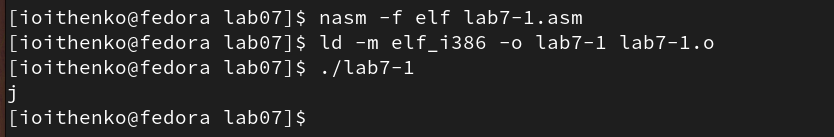 [ioithenko@fedora lab07]$ nasm -f elf lab7-1.asm
[ioithenko@fedora lab07]$ ld -m elf_i386 -o lab7-1 lab7-1.o
[ioithenko@fedora lab07]$ ./lab7-1
j
[ioithenko@fedora lab07]$